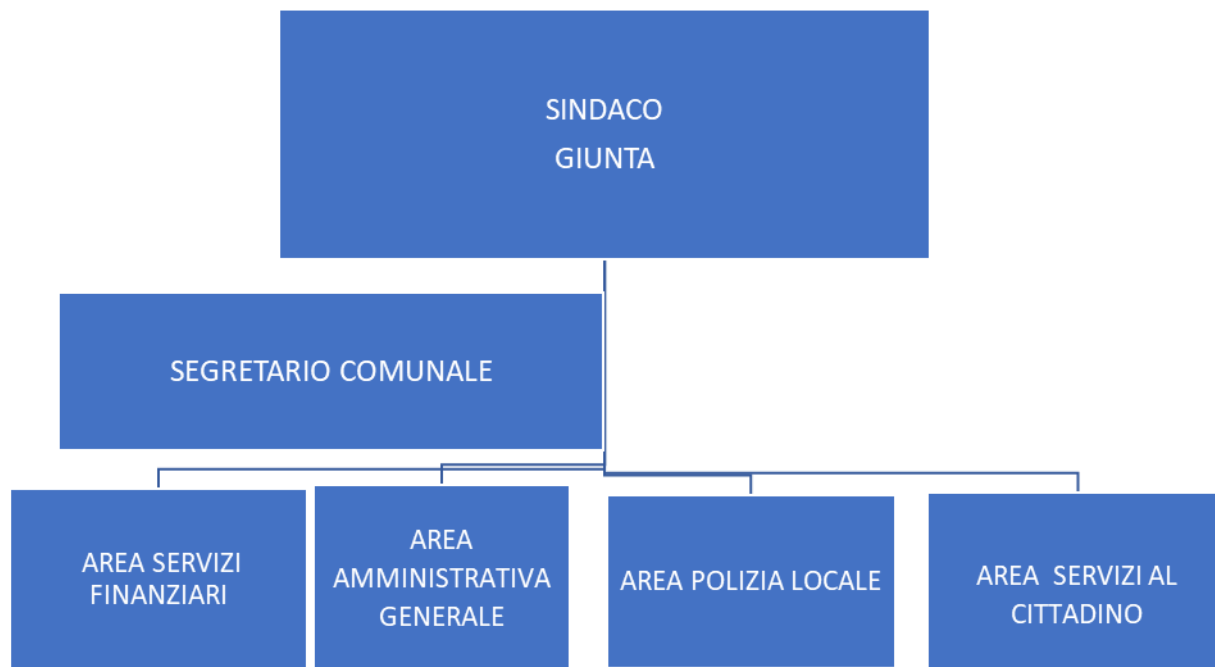 SINDACO
GIUNTA
SEGRETARIO COMUNALE
AREA SERVIZI
FINANZIARI
AREA
AMMINISTRATIVA
GENERALE
AREA POLIZIA LOCALE
AREA SERVIZI AL
CITTADINO